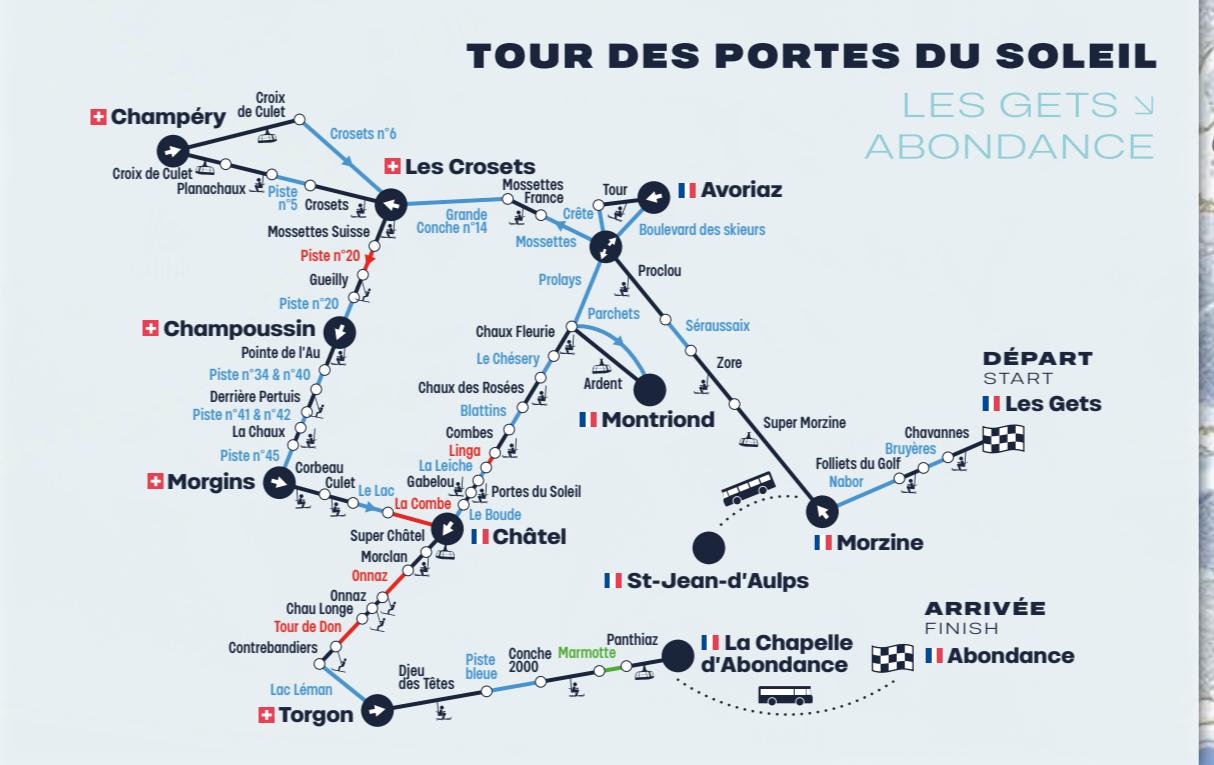 TOUR DES PORTES DU SOLEIL
LES GETS ↘
ABONDANCE
Croix
de Culet
Champéry
Crosets n°6
Croix de Culet
Planachaux
Piste
n°5
Crosets
Les Crosets
Mossettes
France
Grande
Conche n°14
Mossettes
Crête
Tour
Avoriaz
Boulevard des skieurs
Mossettes Suisse
Piste n°20
Gueilly
Piste n°20
Prolays
Proclou
Champoussin
Chaux Fleurie
Parchets
Séraussaix
Pointe de l'Au
Le Chésery
Zore
Piste n°34 & n°40
Ardent
Derrière Pertuis
Chaux des Rosées
Montriond
Piste n°41 & n°42
Blattins
La Chaux
Combes
Super Morzine
Piste n°45
Linga
DÉPART
START
Les Gets
Chavannes
Bruyères
Folliets du Golf
Nabor
Morgins
Corbeau
Culet
Le Lac
La Combe
La Leiche
Gabelou
Portes du Soleil
Le Boude
Châtel
Morzine
St-Jean-d'Aulps
Super Châtel
Morclan
Onnaz
Onnaz
Chau Longe
Tour de Don
Contrebandiers
Lac Léman
Torgon
Djeu
des Têtes
Piste
bleue
Conche
2000
Marmotte
Panthiaz
La Chapelle
d'Abondance
ARRIVÉE
FINISH
Abondance